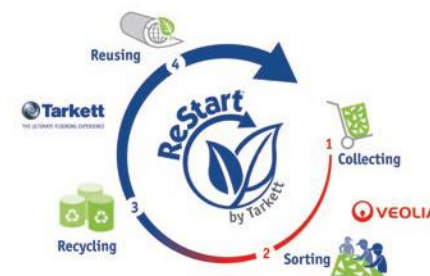 Reusing
4
Tarkett
THE ULTIMATE FLOORING EXPERIENCE
ReStart
by Tarkett
1
Collecting
VEOLIA
3
Recycling
2
Sorting